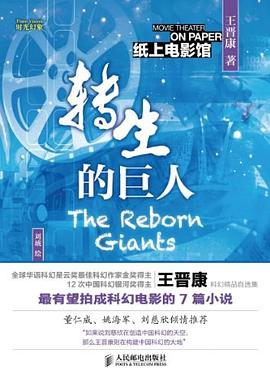 Time Vision
时光幻象
MOVIE THEATER
ON PAPER
纸上电影馆
王晋康 著
转生
的巨人
The Reborn
Giants
刘斌 绘
全球华语科幻星云奖最佳科幻作家金奖得主
12次中国科幻银河奖得主
王晋康
科幻精品自选集
最有望拍成科幻电影的7篇小说
董仁威、姚海军、刘慈欣倾情推荐
“如果说刘慈欣在创造中国科幻的天空，
那么王晋康则在构建中国科幻的大地”
人民邮电出版社
POSTS & TELECOM PRESS